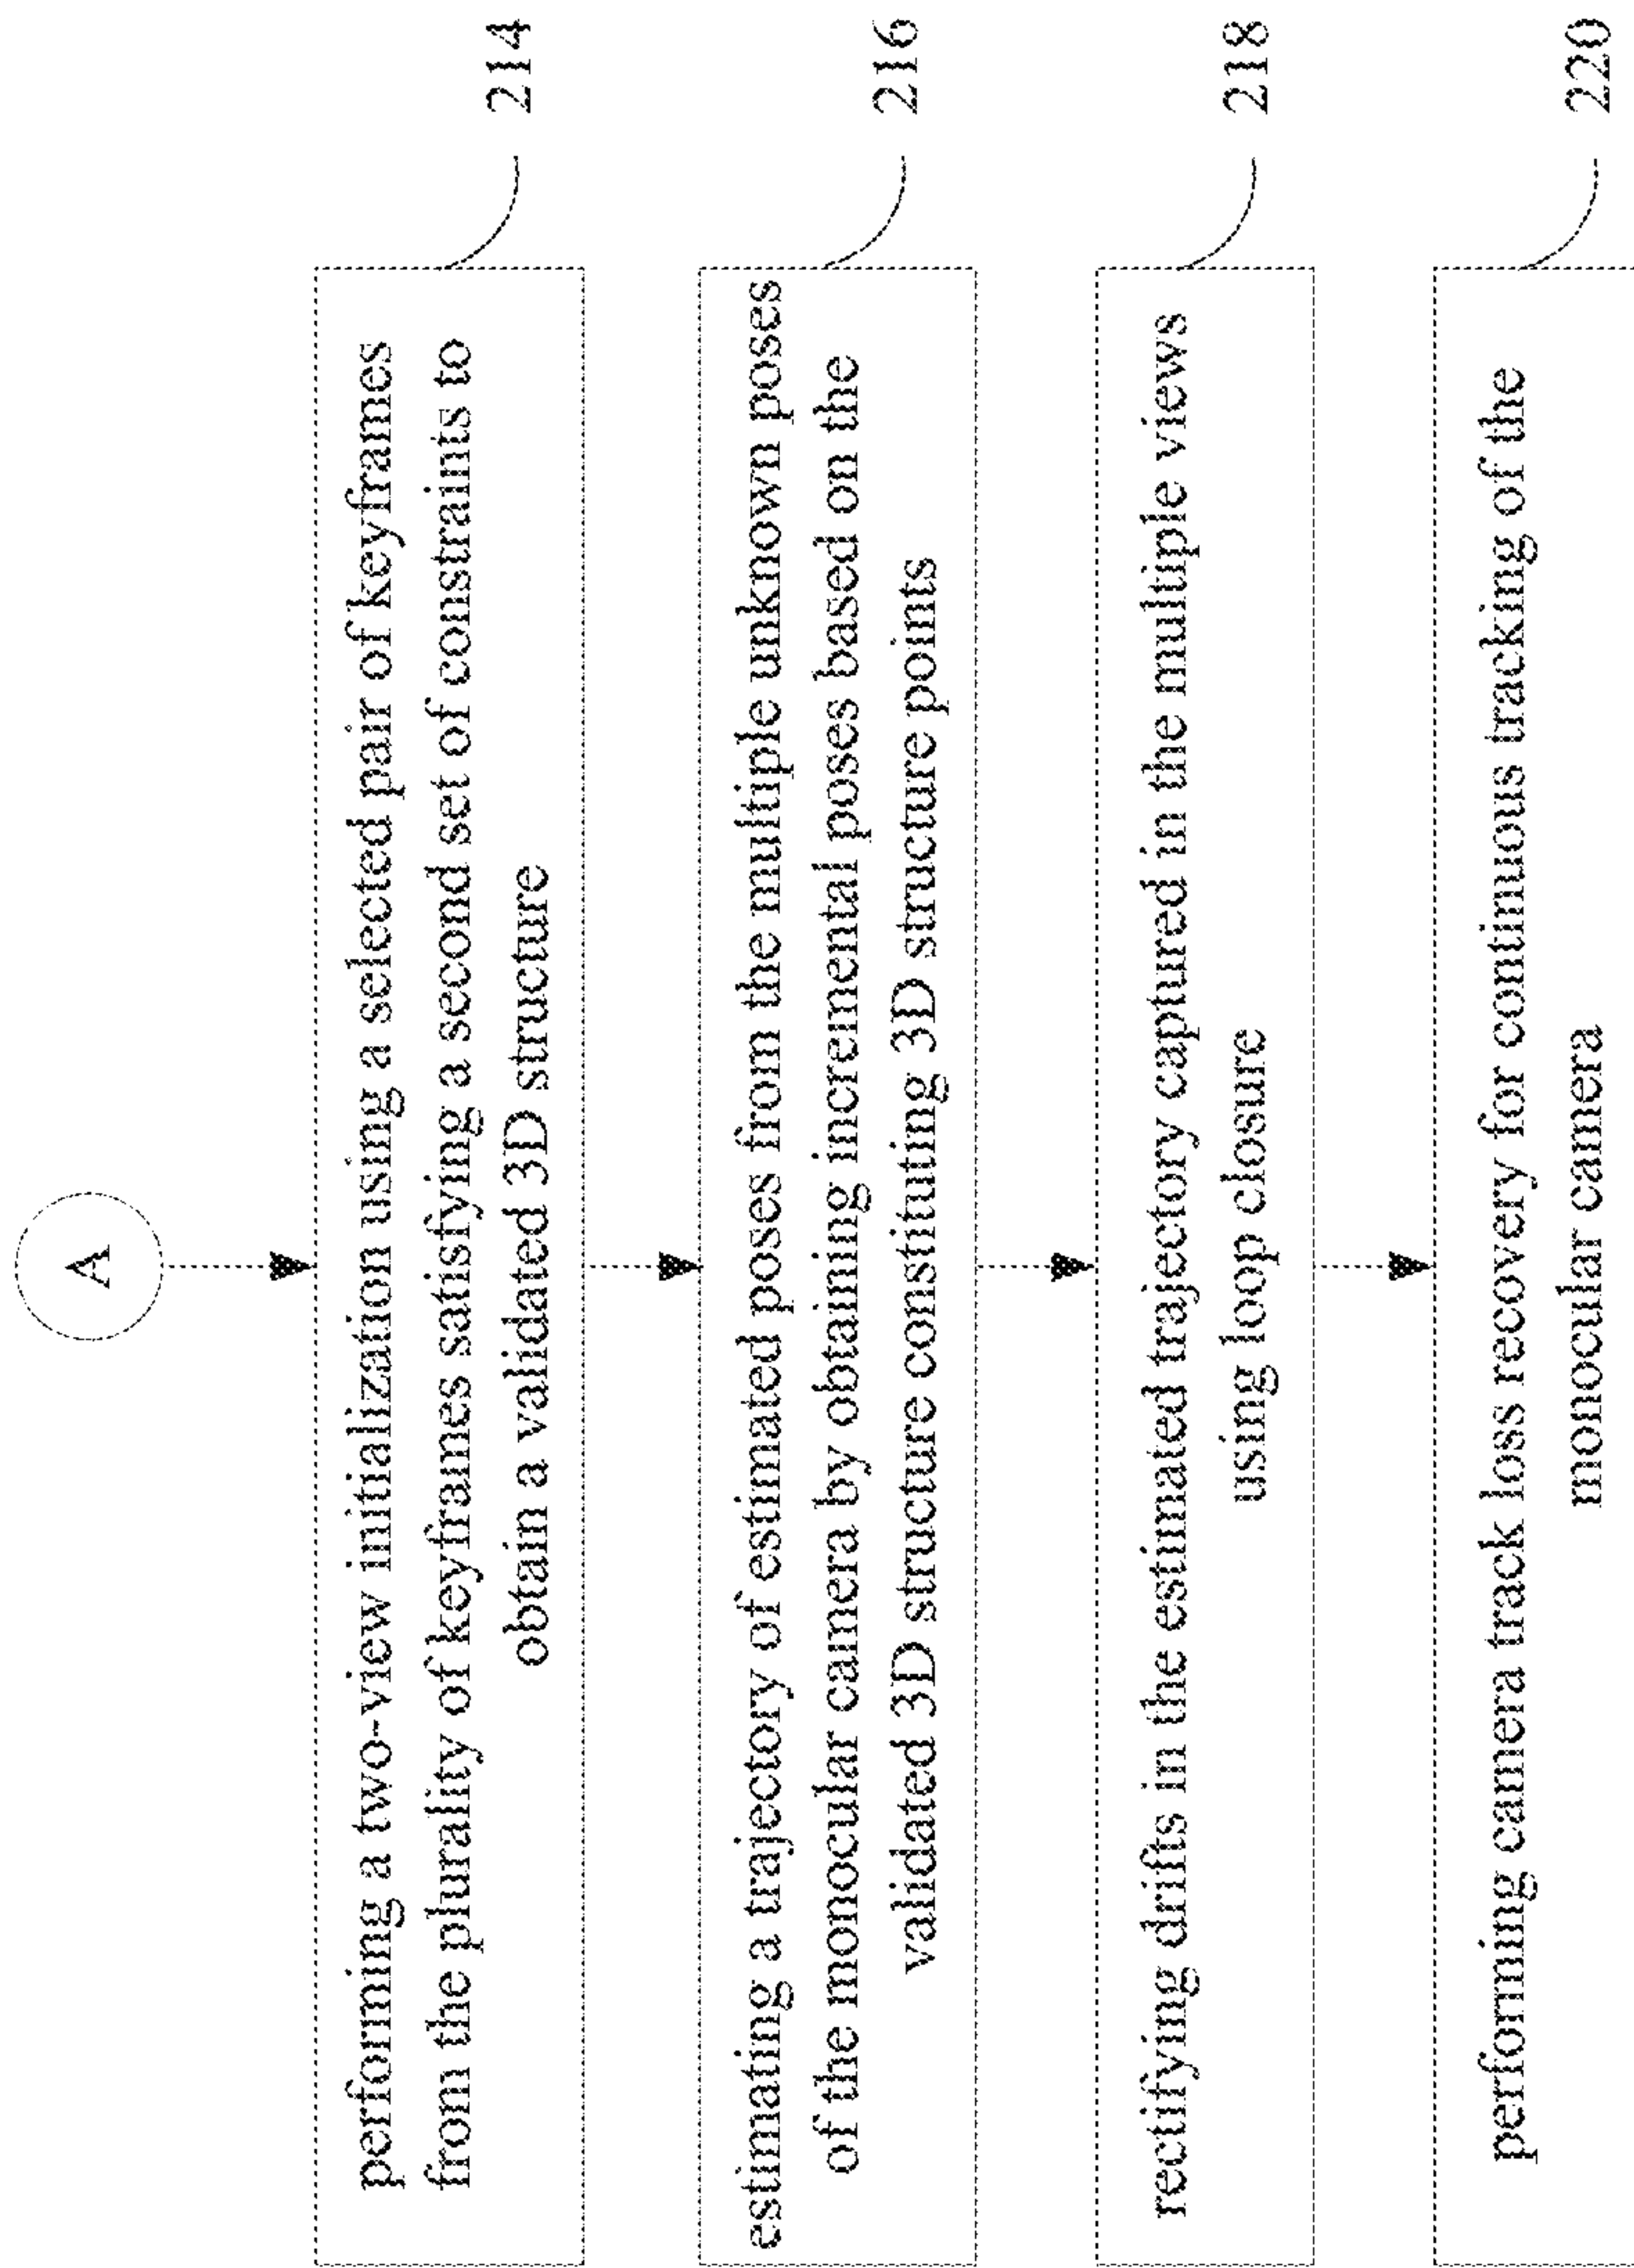 A
performing a two-view initialization using a selected pair of keyframes
from the plurality of keyframes satisfying a second set of constraints to
obtain a validated 3D structure
214
estimating a trajectory of estimated poses from the multiple unknown poses
of the monocular camera by obtaining incremental poses based on the
validated 3D structure constituting 3D structure points
216
rectifying drifts in the estimated trajectory captured in the multiple views
using loop closure
218
performing camera track loss recovery for continuous tracking of the
monocular camera
220